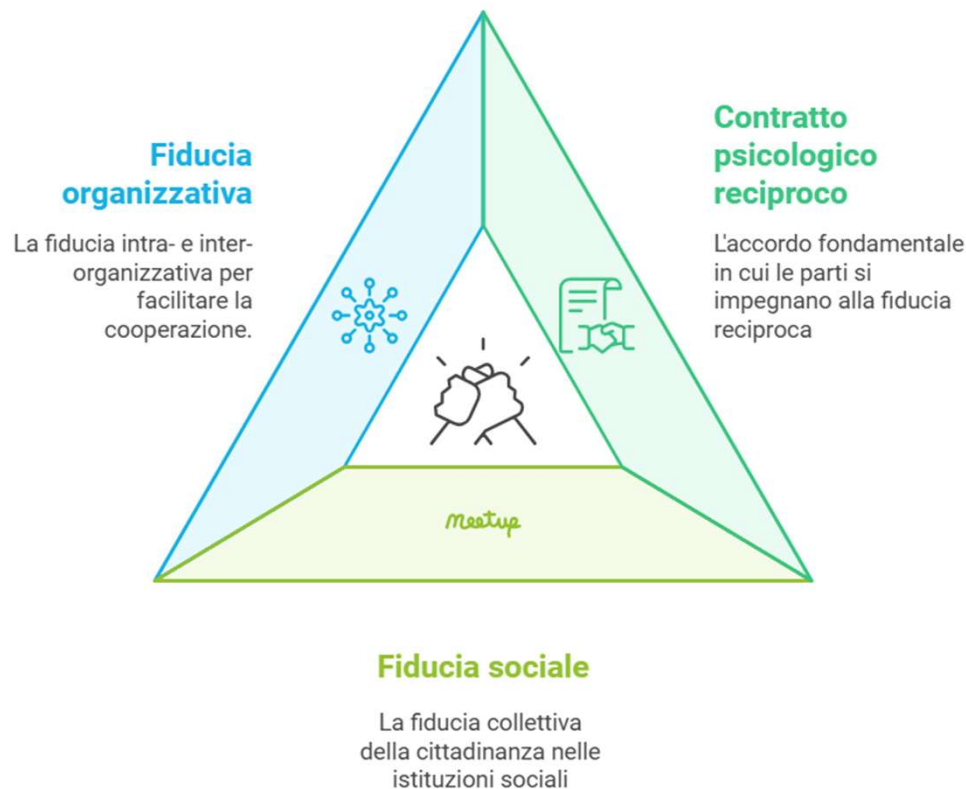 Fiducia
organizzativa
La fiducia intra- e inter-
organizzativa per
facilitare la
cooperazione.
Contratto
psicologico
reciproco
L'accordo fondamentale
in cui le parti si
impegnano alla fiducia
reciproca
meetup
Fiducia sociale
La fiducia collettiva
della cittadinanza nelle
istituzioni sociali